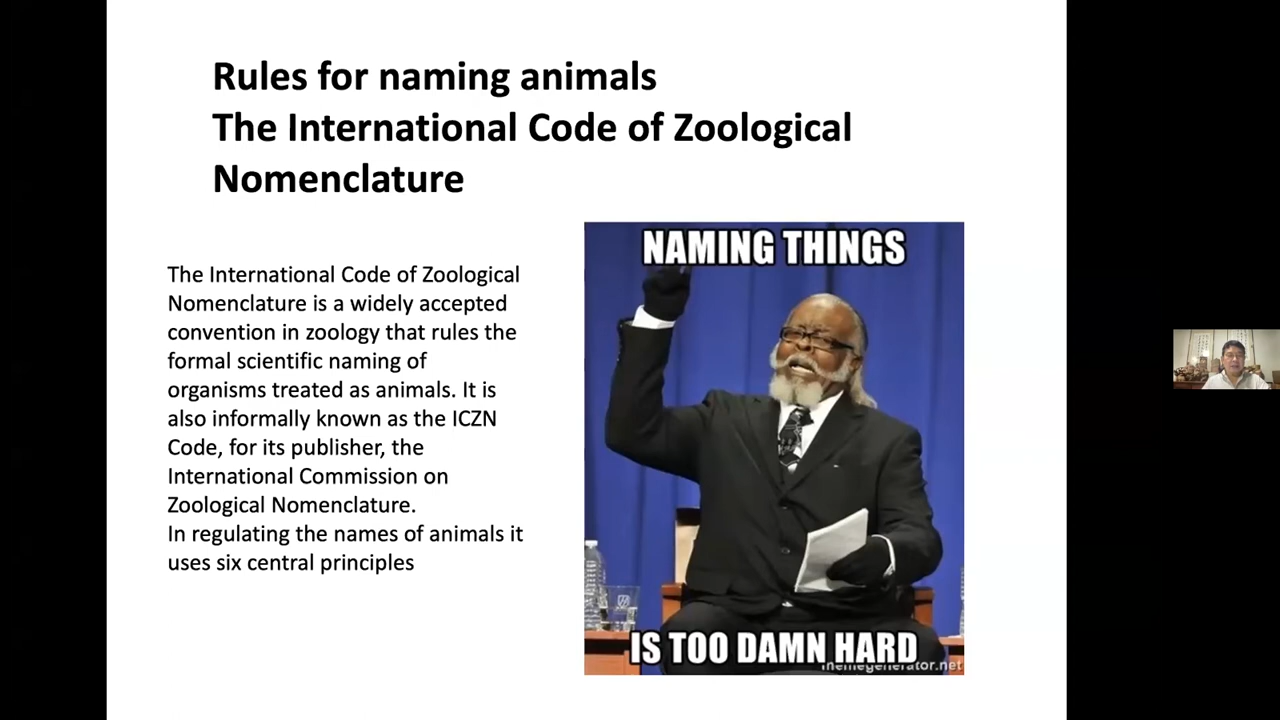 Rules for naming animals
The International Code of Zoological
Nomenclature
The International Code of Zoological
Nomenclature is a widely accepted
convention in zoology that rules the
formal scientific naming of
organisms treated as animals. It is
also informally known as the ICZN
Code, for its publisher, the
International Commission on
Zoological Nomenclature.
In regulating the names of animals it
uses six central principles
NAMING THINGS
IS TOO DAMN HARD
memegenerator.net